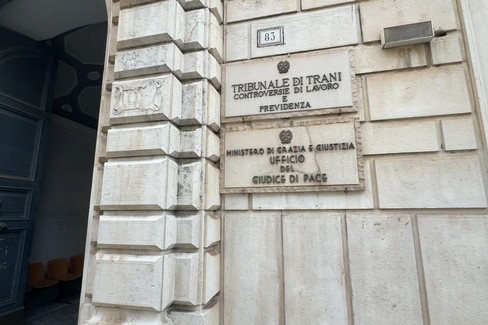 83
TRIBUNALE DI TRANI
CONTROVERSIE DI LAVORO
E
PREVIDENZA
MINISTERO DI GRAZIA E GIUSTIZIA
UFFICIO
DEL
GIUDICE DI PACE